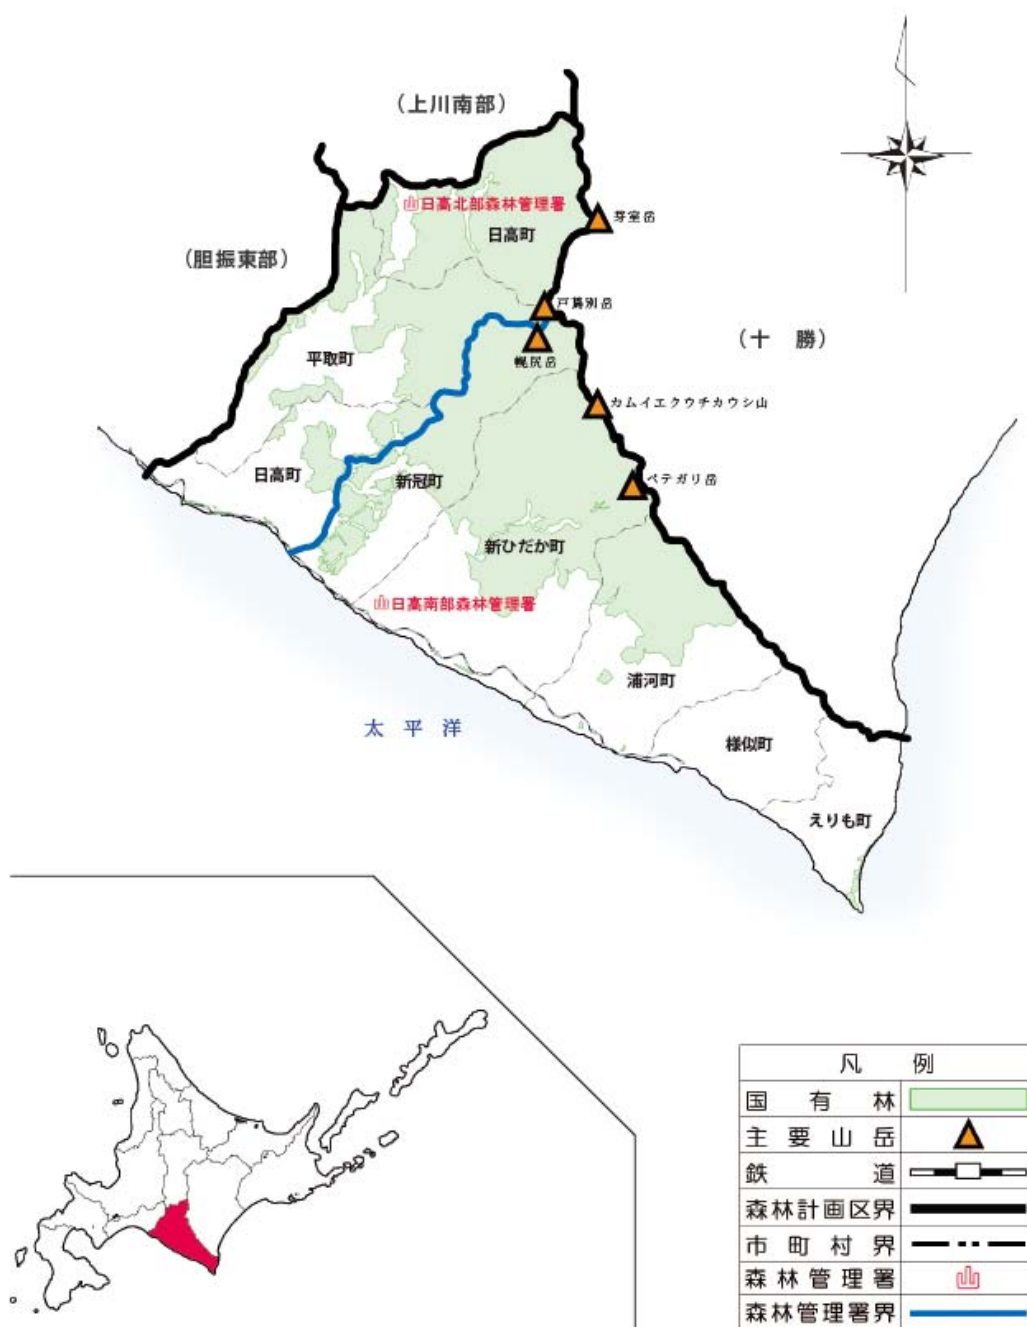 (上川南部)
日高北部森林管理署
芽室岳
日高町
(胆振東部)
戸蔦別岳
(十 勝)
平取町
幌尻岳
カムイエクウチカウシ山
日高町
新冠町
ペテガリ岳
新ひだか町
日高南部森林管理署
浦河町
太 平 洋
様似町
えりも町
凡 例
国 有 林
主 要 山 岳
鉄 道
森林計画区界
市 町 村 界
森 林 管 理 署
森林管理署界